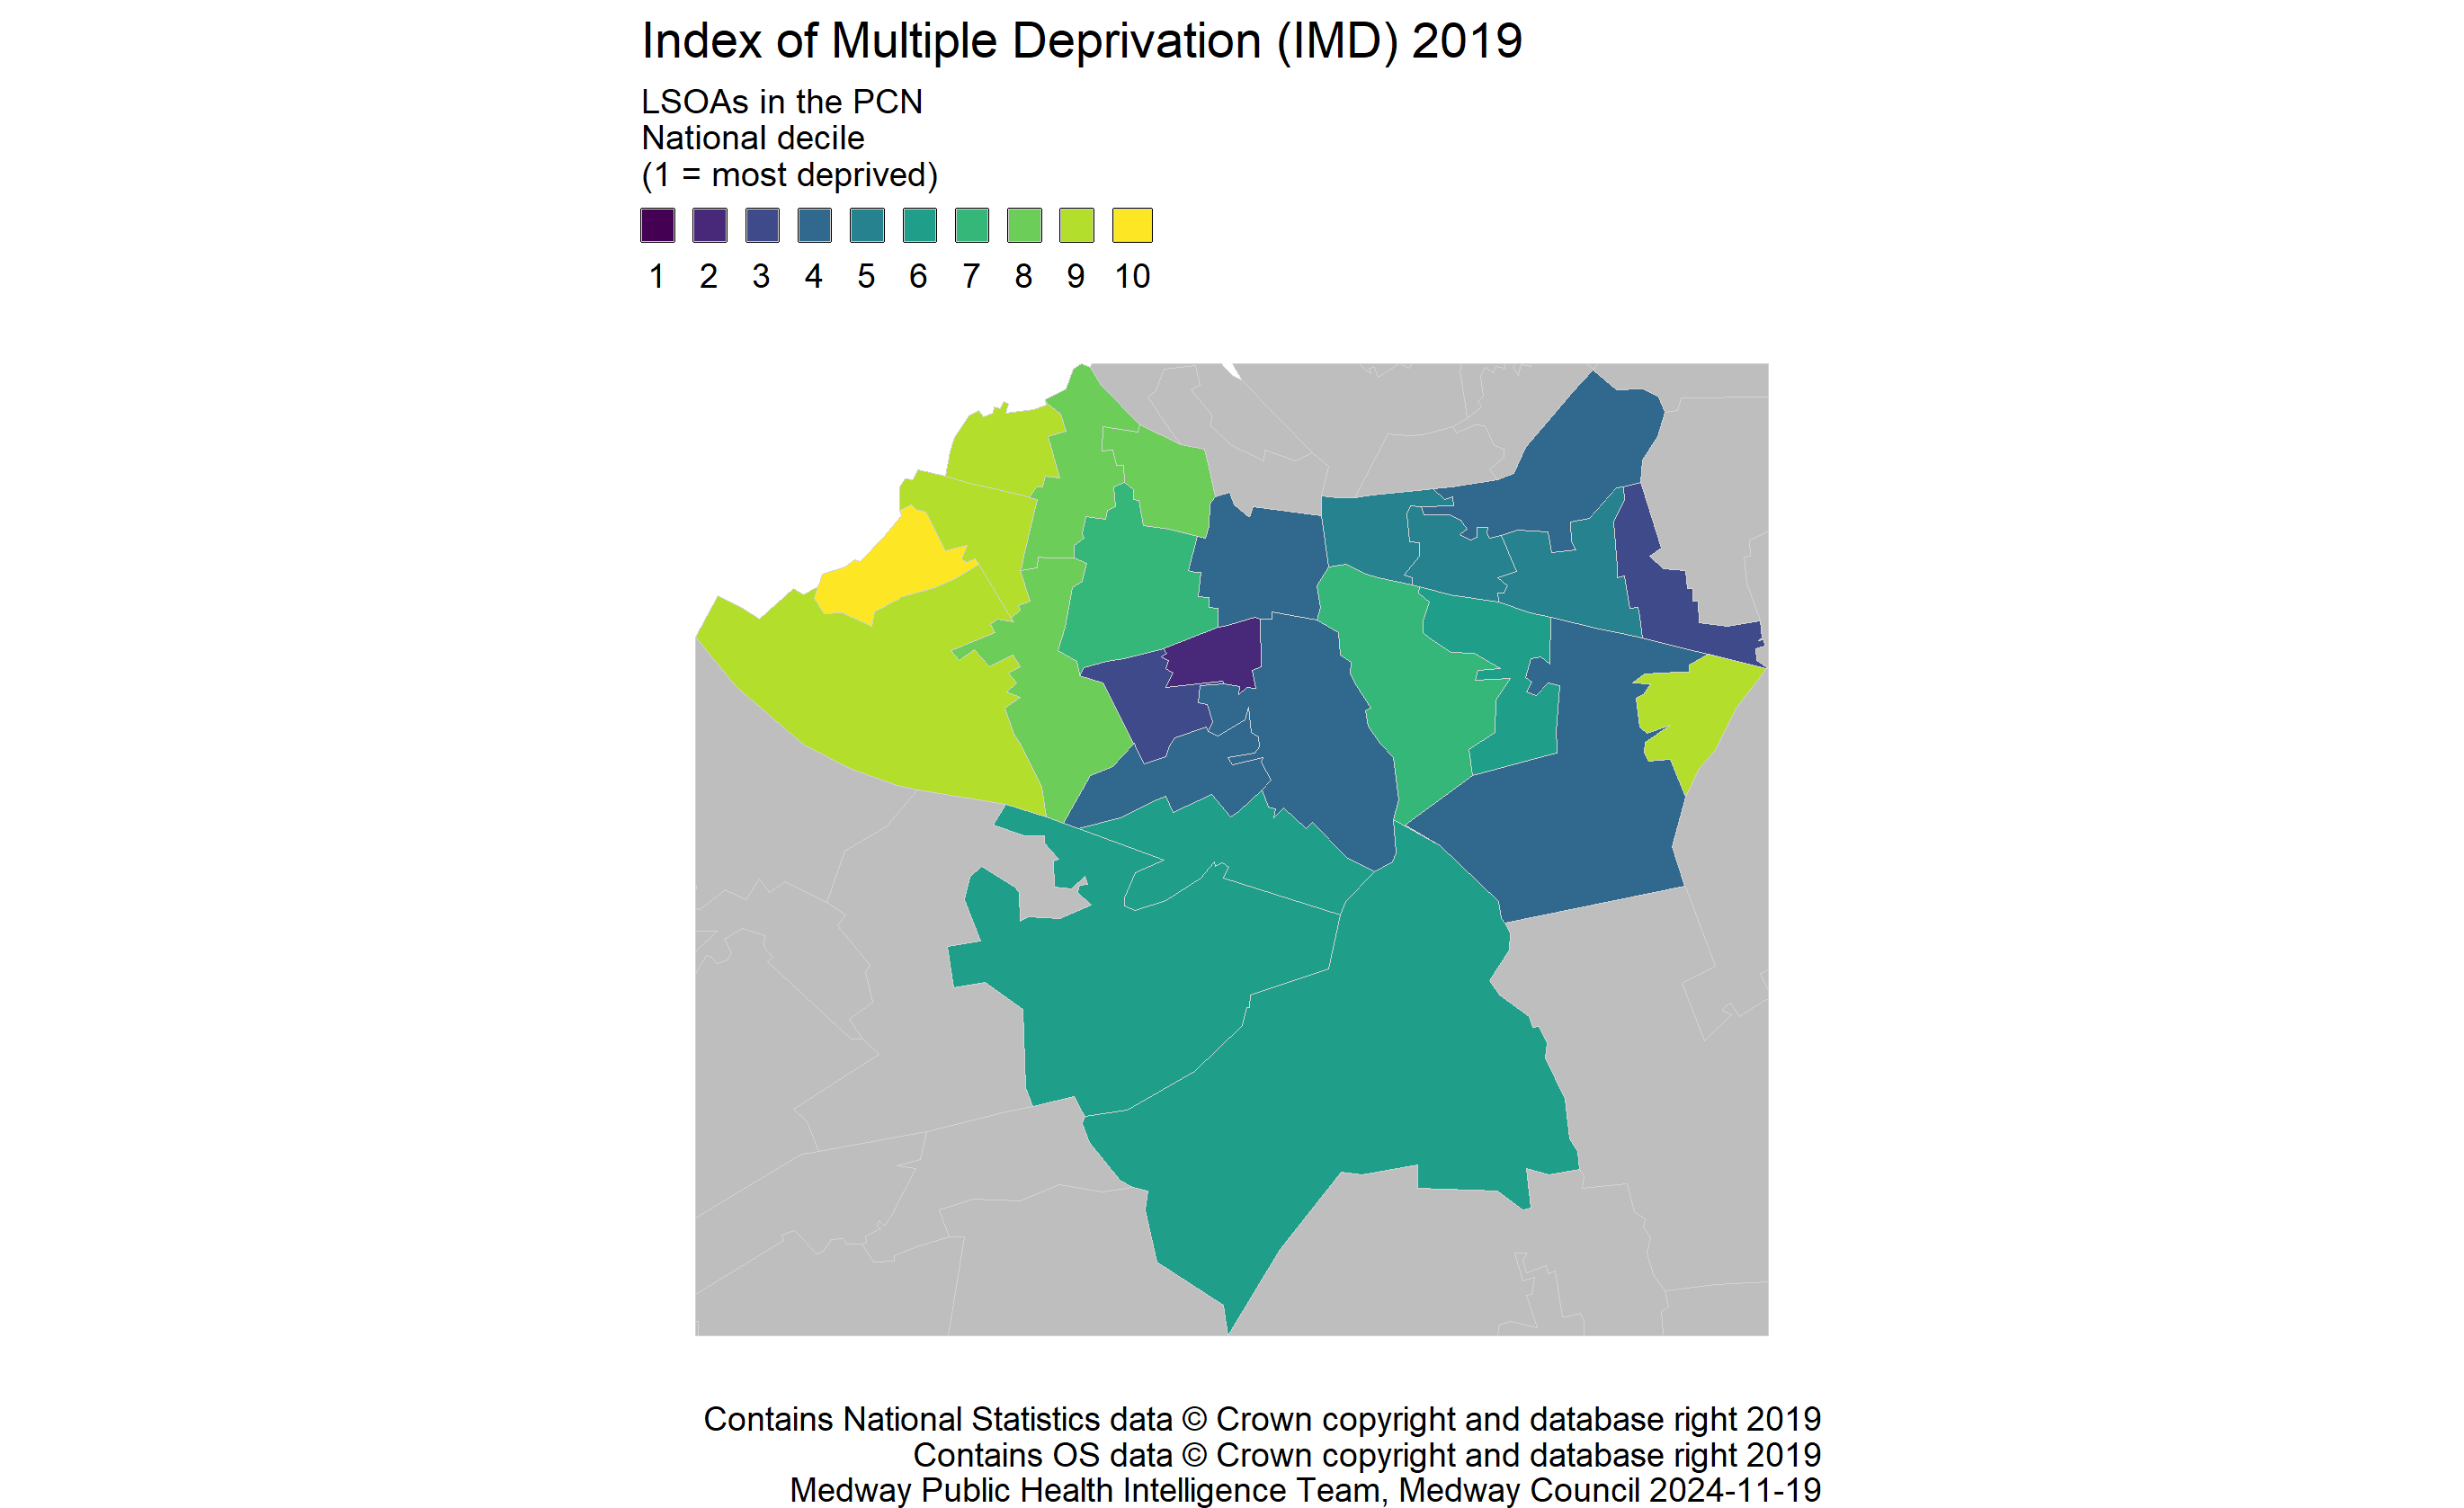 Index of Multiple Deprivation (IMD) 2019
LSOAs in the PCN
National decile
(1 = most deprived)
1 2 3 4 5 6 7 8 9 10
Contains National Statistics data © Crown copyright and database right 2019
Contains OS data © Crown copyright and database right 2019
Medway Public Health Intelligence Team, Medway Council 2024-11-19